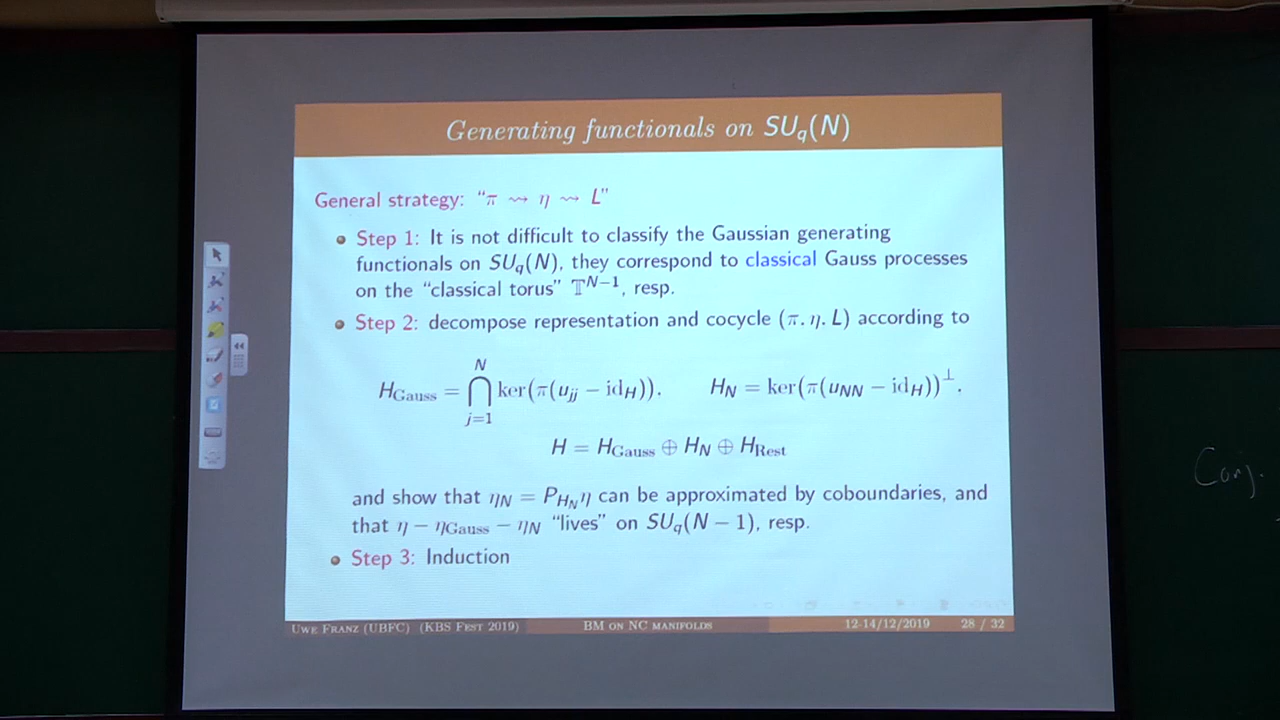 Generating functionals on SU_q(N)
General strategy: “π ⇝ η ⇝ L”
• Step 1: It is not difficult to classify the Gaussian generating
functionals on SU_q(N), they correspond to classical Gauss processes
on the “classical torus” 𝕋^{N−1}, resp.
• Step 2: decompose representation and cocycle (π. η. L) according to
H_Gauss = ⋂_{j=1}^{N} ker(π(u_jj − id_H)). H_N = ker(π(u_NN − id_H))^⊥.
H = H_Gauss ⊕ H_N ⊕ H_Rest
and show that η_N = P_{H_N}η can be approximated by coboundaries, and
that η − η_Gauss − η_N “lives” on SU_q(N − 1), resp.
• Step 3: Induction
UWE FRANZ (UBFC) (KBS FEST 2019) BM ON NC MANIFOLDS 12-14/12/2019 28 / 32
Conj.